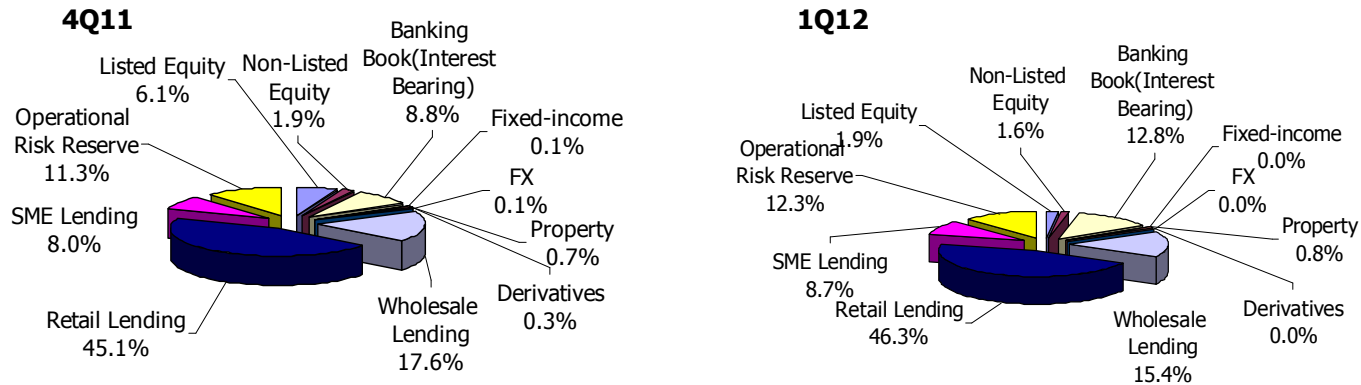 4Q11
Listed Equity
6.1%
Non-Listed
Equity
1.9%
Banking
Book(Interest
Bearing)
8.8%
Fixed-income
0.1%
FX
0.1%
Property
0.7%
Derivatives
0.3%
Wholesale
Lending
17.6%
Retail Lending
45.1%
SME Lending
8.0%
Operational
Risk Reserve
11.3%
1Q12
Listed Equity
1.9%
Non-Listed
Equity
1.6%
Banking
Book(Interest
Bearing)
12.8%
Fixed-income
0.0%
FX
0.0%
Property
0.8%
Derivatives
0.0%
Wholesale
Lending
15.4%
Retail Lending
46.3%
SME Lending
8.7%
Operational
Risk Reserve
12.3%